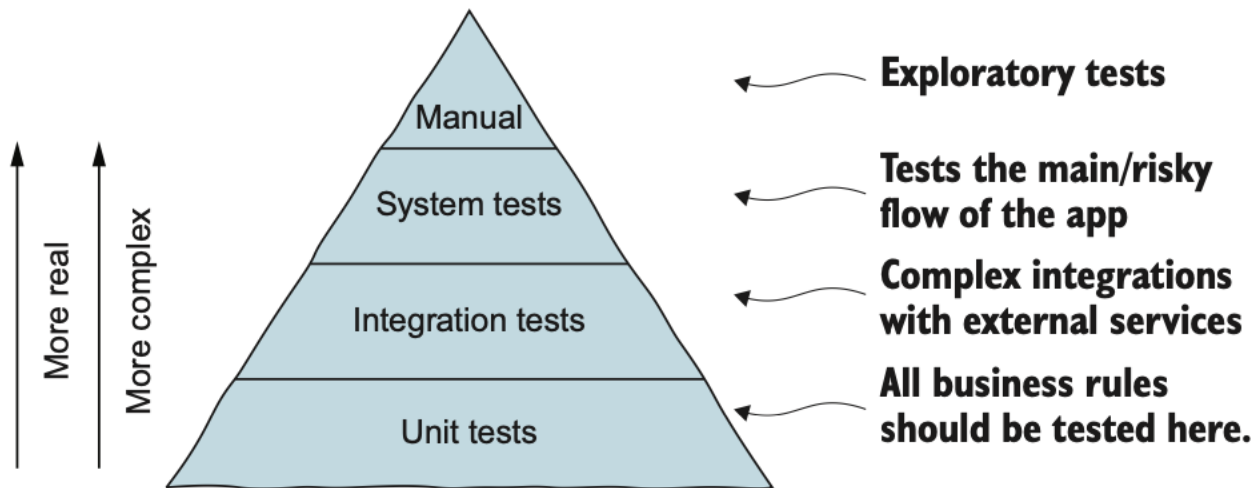 Manual
System tests
Integration tests
Unit tests
More real
More complex
Exploratory tests
Tests the main/risky
flow of the app
Complex integrations
with external services
All business rules
should be tested here.